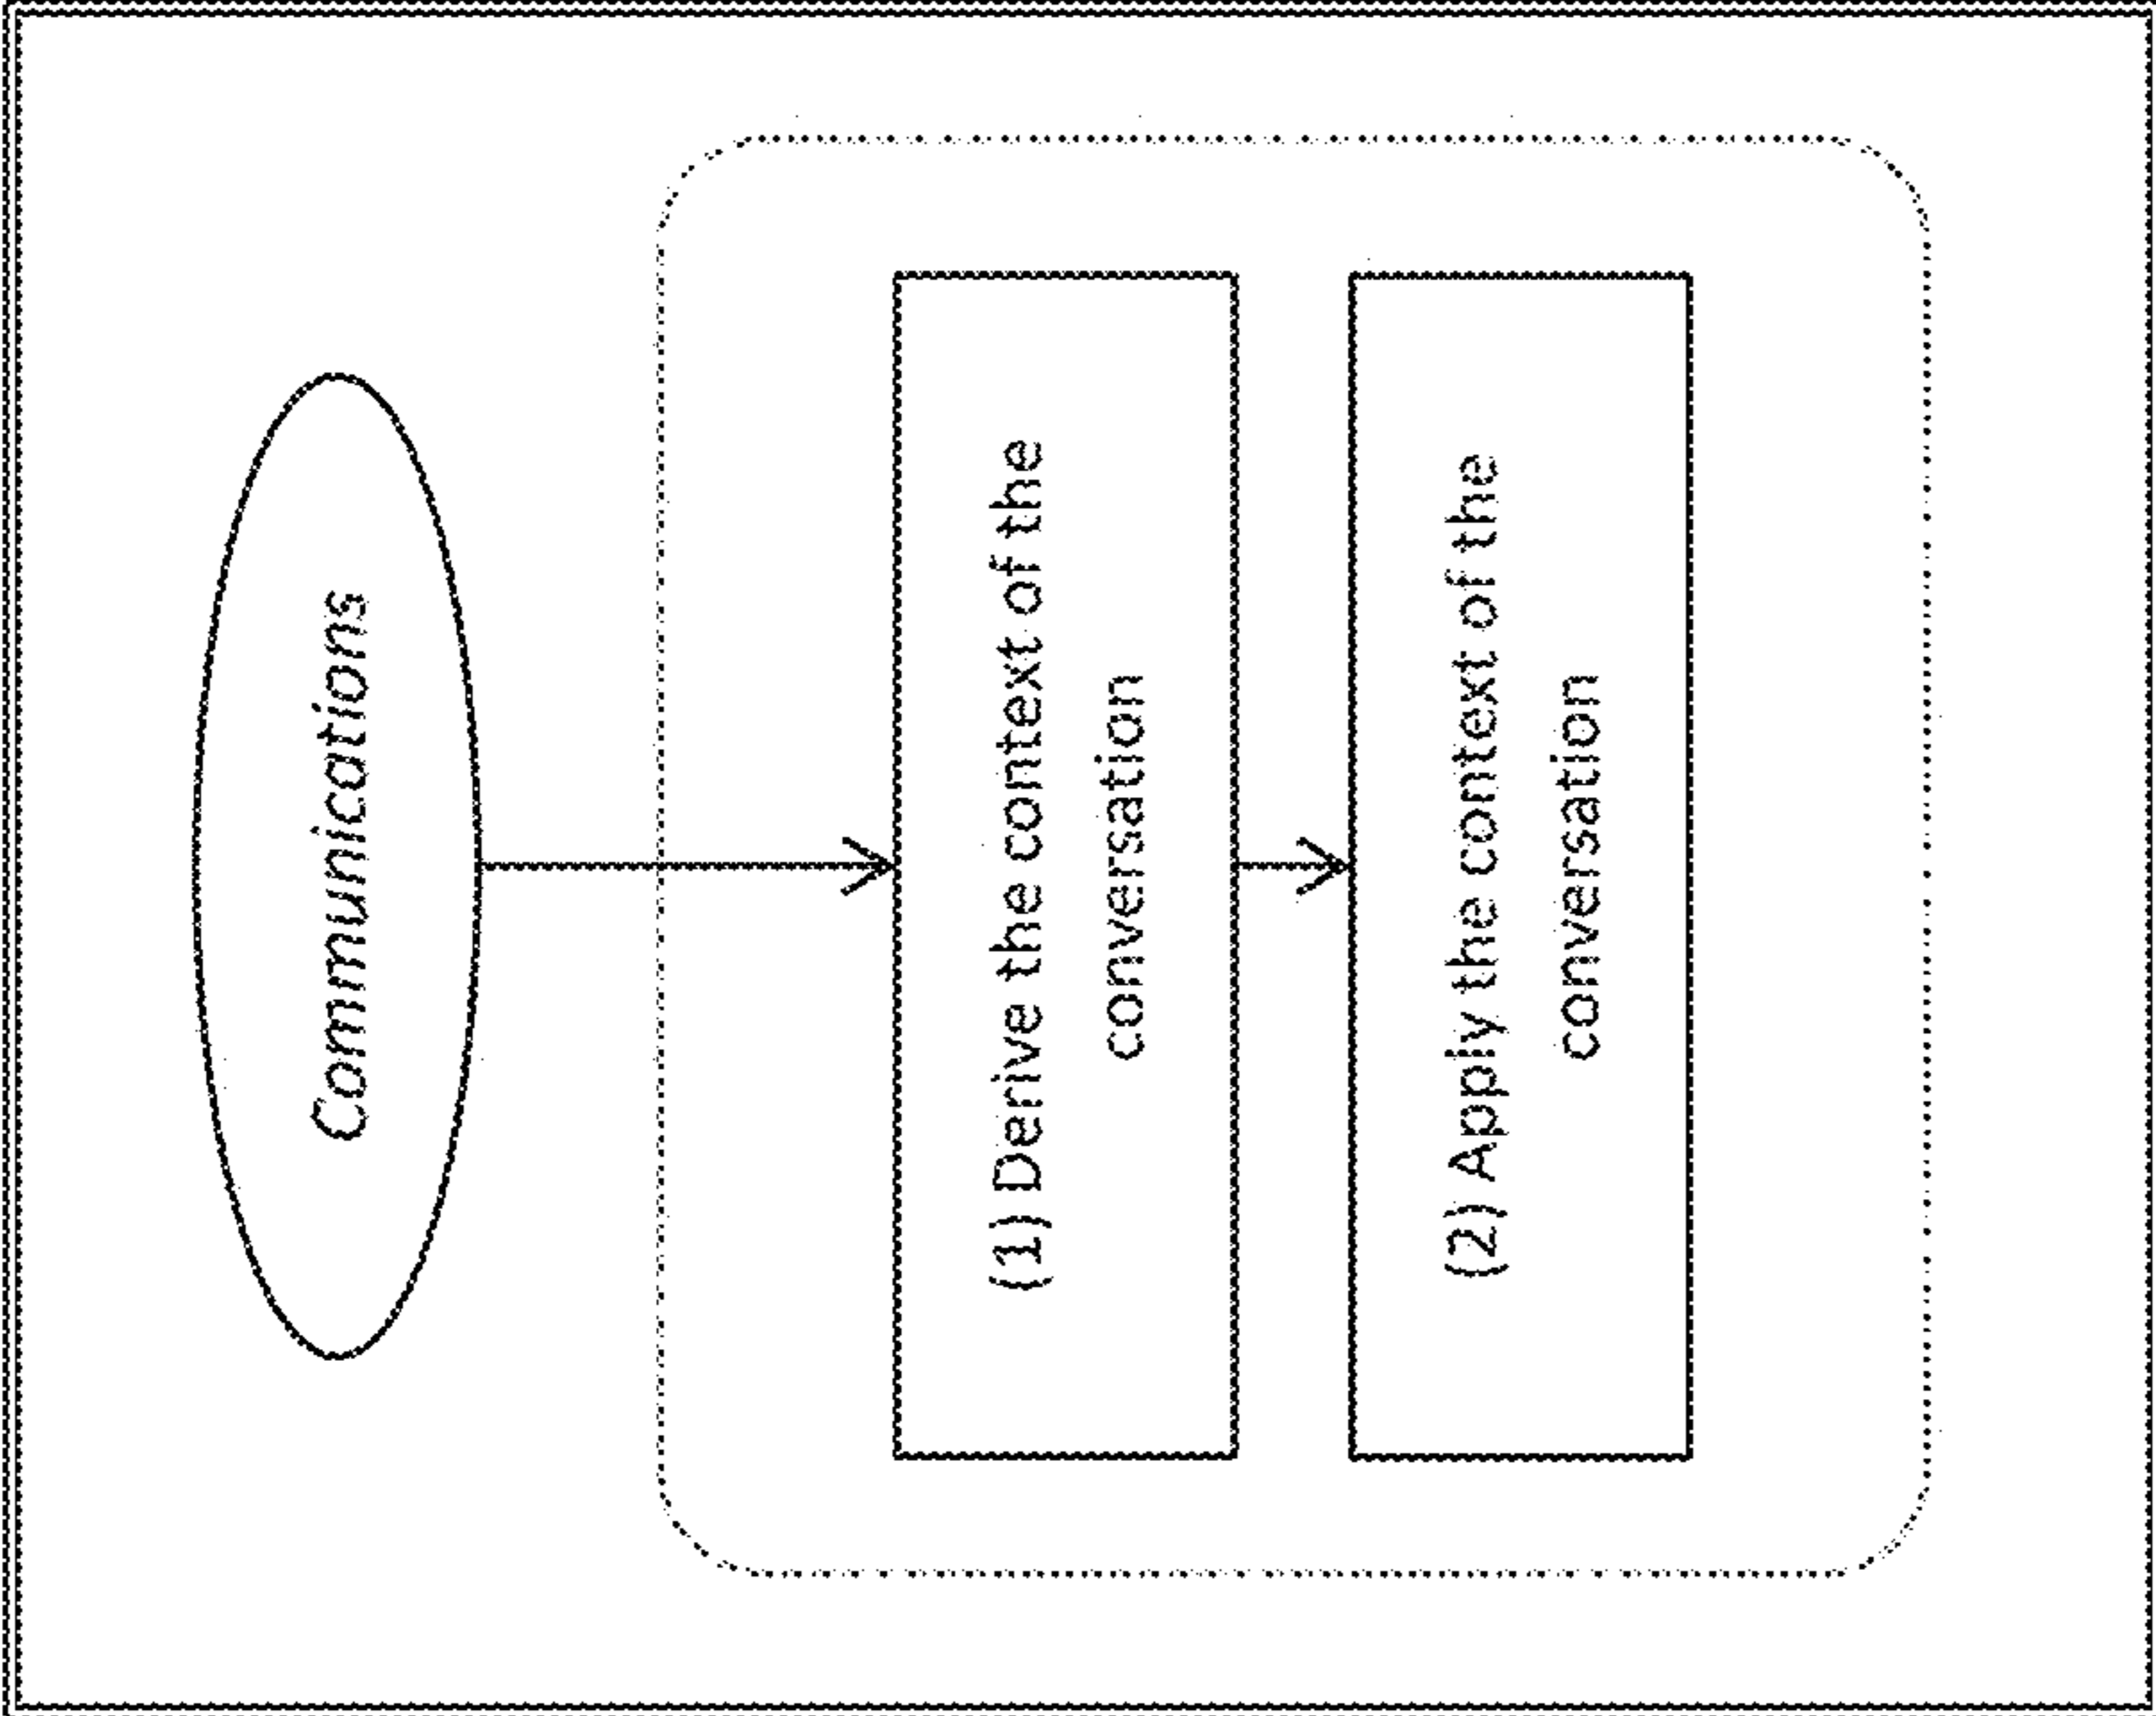 Communications
(1) Derive the context of the
conversation
(2) Apply the context of the
conversation